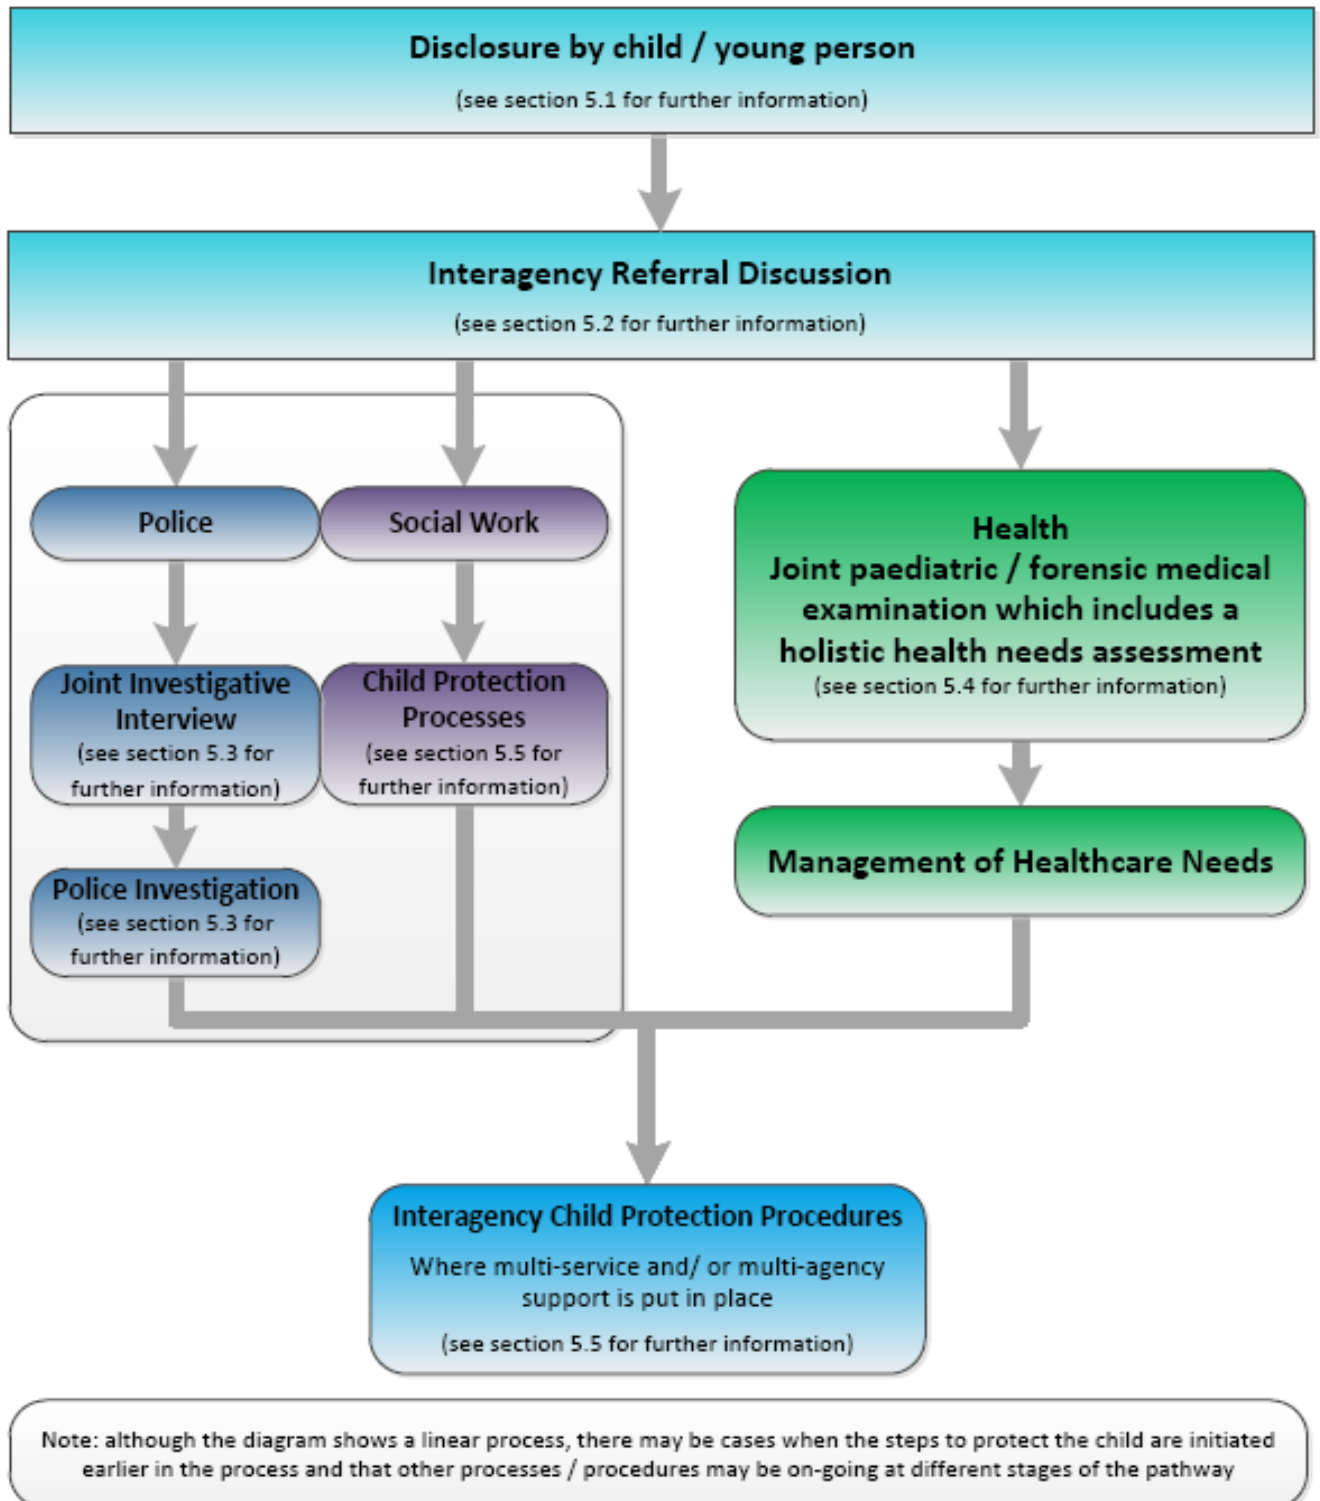 Disclosure by child / young person
(see section 5.1 for further information)
Interagency Referral Discussion
(see section 5.2 for further information)
Police
Social Work
Joint Investigative
Interview
(see section 5.3 for
further information)
Child Protection
Processes
(see section 5.5 for
further information)
Police Investigation
(see section 5.3 for
further information)
Health
Joint paediatric / forensic medical
examination which includes a
holistic health needs assessment
(see section 5.4 for further information)
Management of Healthcare Needs
Interagency Child Protection Procedures
Where multi-service and/ or multi-agency
support is put in place
(see section 5.5 for further information)
Note: although the diagram shows a linear process, there may be cases when the steps to protect the child are initiated
earlier in the process and that other processes / procedures may be on-going at different stages of the pathway